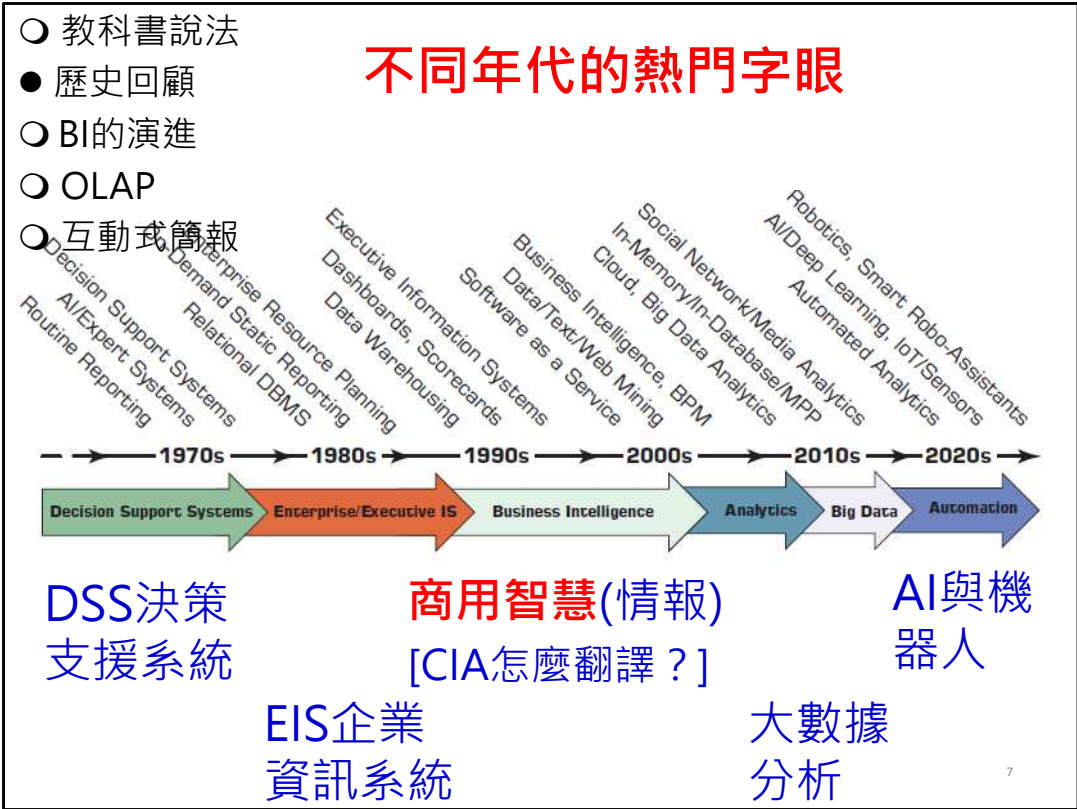 教科書說法
歷史回顧
BI的演進
OLAP
互動式簡報
不同年代的熱門字眼
Routine Reporting
AI/Expert Systems
Decision Support Systems
Relational DBMS
On-Demand Static Reporting
Enterprise Resource Planning
Data Warehousing
Dashboards, Scorecards
Executive Information Systems
Software as a Service
Data/Text/Web Mining
Business Intelligence, BPM
Cloud, Big Data Analytics
In-Memory/In-Database/MPP
Social Network/Media Analytics
Automated Analytics
AI/Deep Learning, IoT/Sensors
Robotics, Smart Robo-Assistants
1970s 1980s 1990s 2000s 2010s 2020s
Decision Support Systems Enterprise/Executive IS Business Intelligence Analytics Big Data Automation
DSS決策
支援系統
商用智慧(情報)
[CIA怎麼翻譯？]
AI與機
器人
EIS企業
資訊系統
大數據
分析
7